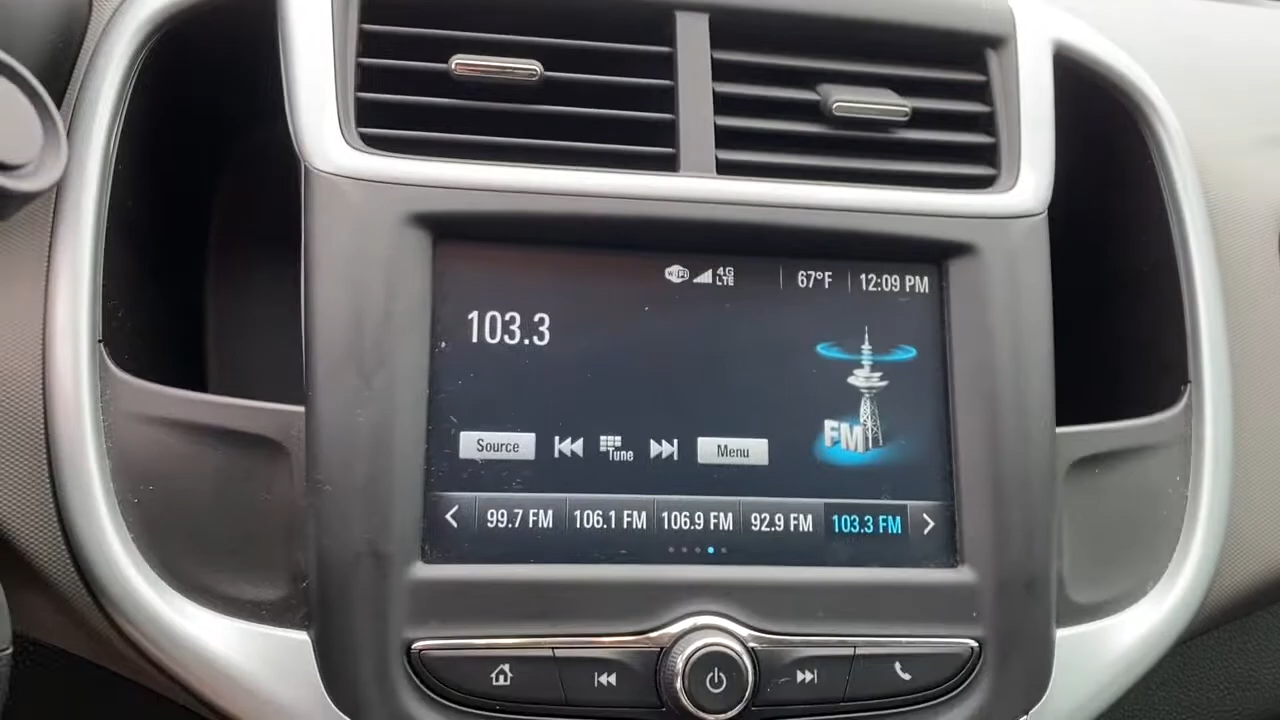 WiFi 4G LTE 67°F 12:09 PM
103.3
FM
Source Tune Menu
99.7 FM 106.1 FM 106.9 FM 92.9 FM 103.3 FM